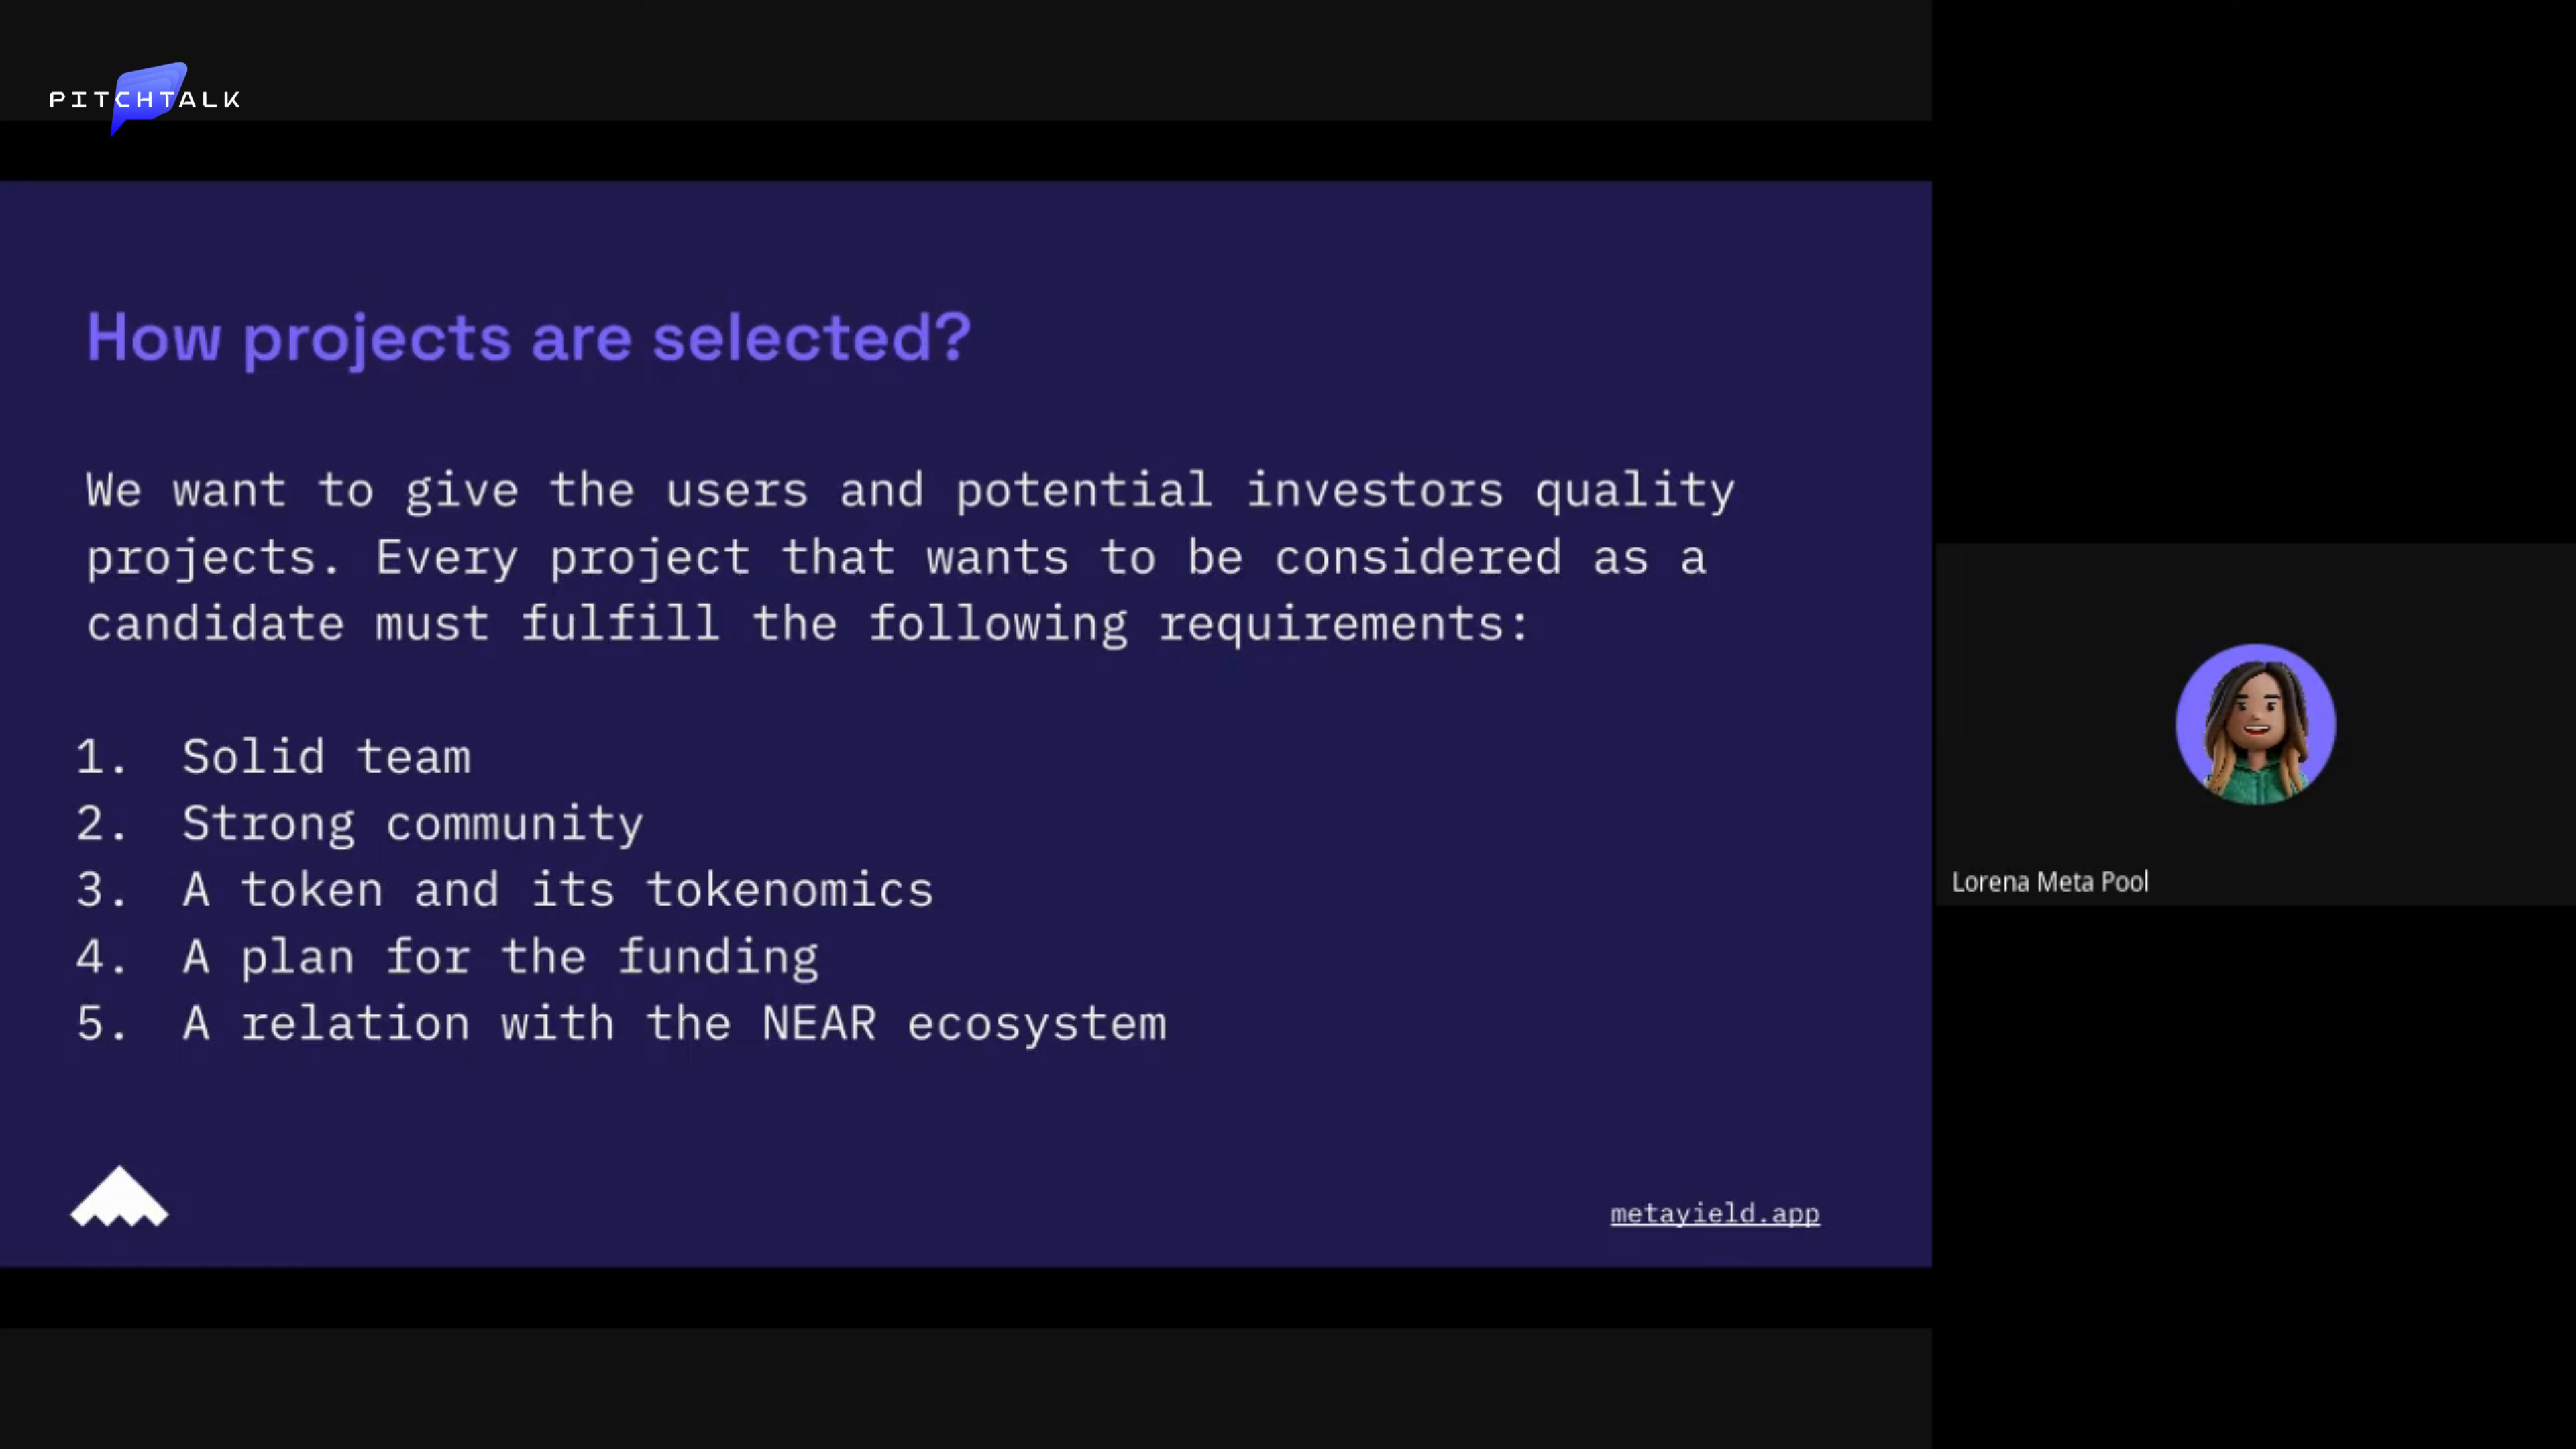 PITCHTALK
How projects are selected?
We want to give the users and potential investors quality
projects. Every project that wants to be considered as a
candidate must fulfill the following requirements:
1. Solid team
2. Strong community
3. A token and its tokenomics
4. A plan for the funding
5. A relation with the NEAR ecosystem
metayield.app
Lorena Meta Pool